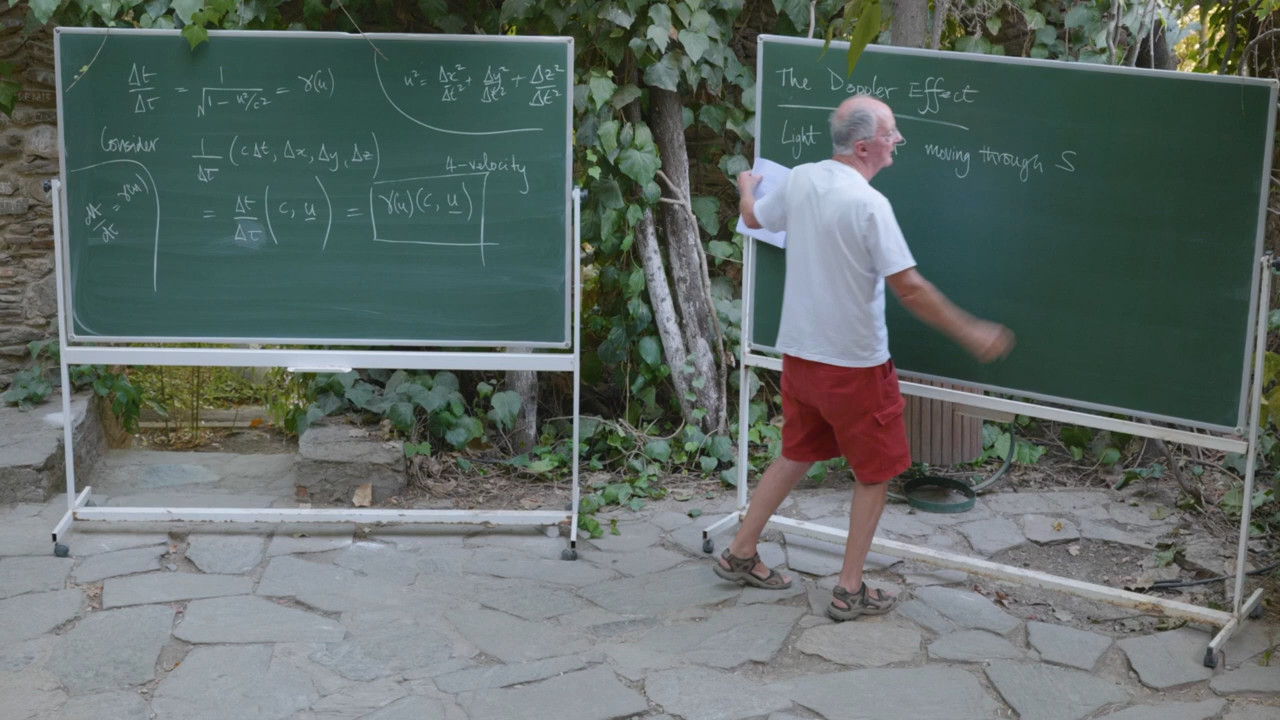 Δt/Δτ = 1/√(1 - u²/c²) = γ(u)
u² = Δx²/Δt² + Δy²/Δt² + Δz²/Δt²
Consider 1/Δτ (cΔt, Δx, Δy, Δz)
4-velocity
= Δt/Δτ (c, u) = γ(u)(c, u)
dt/dτ = γ(u)
The Doppler Effect
Light moving through S